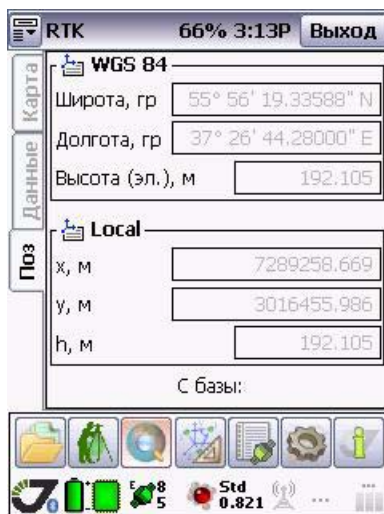 RTK 66% 3:13P Выход
Карта
Данные
Поз
WGS 84
Широта, гр 55° 56' 19.33588" N
Долгота, гр 37° 26' 44.28000" E
Высота (эл.), м 192.105
Local
x, м 7289258.669
y, м 3016455.986
h, м 192.105
С базы:
E 8
5
Std
0.821
...